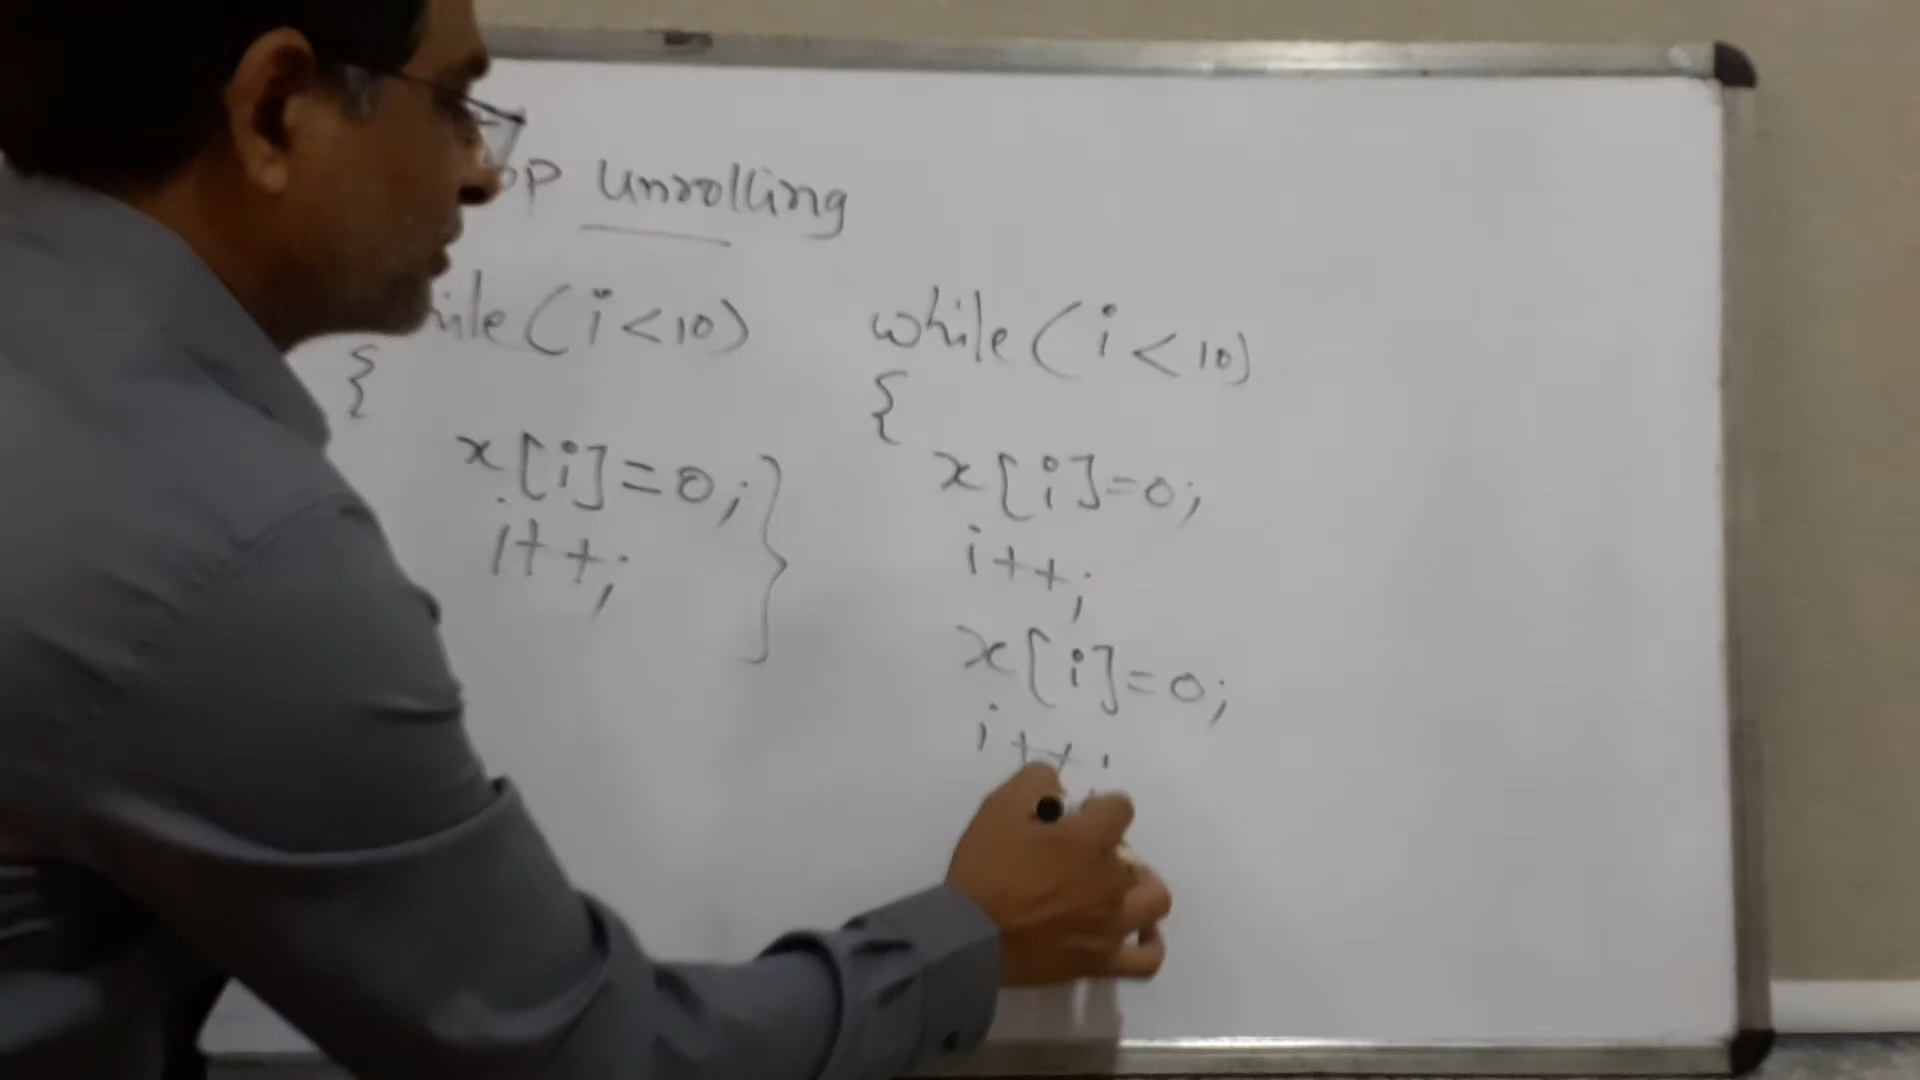 op Unrolling
hile (i<10)
{
x[i]=0;
i++;
}
while (i<10)
{
x[i]=0;
i++;
x[i]=0;
i++;